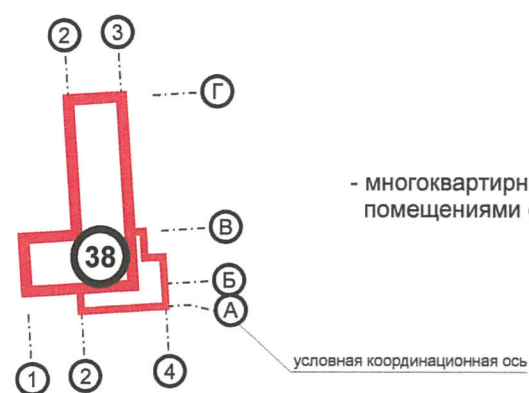 2 3
Г
- многоквартирн
помещениями
В
38
Б
А
1 2 4
условная координационная ось